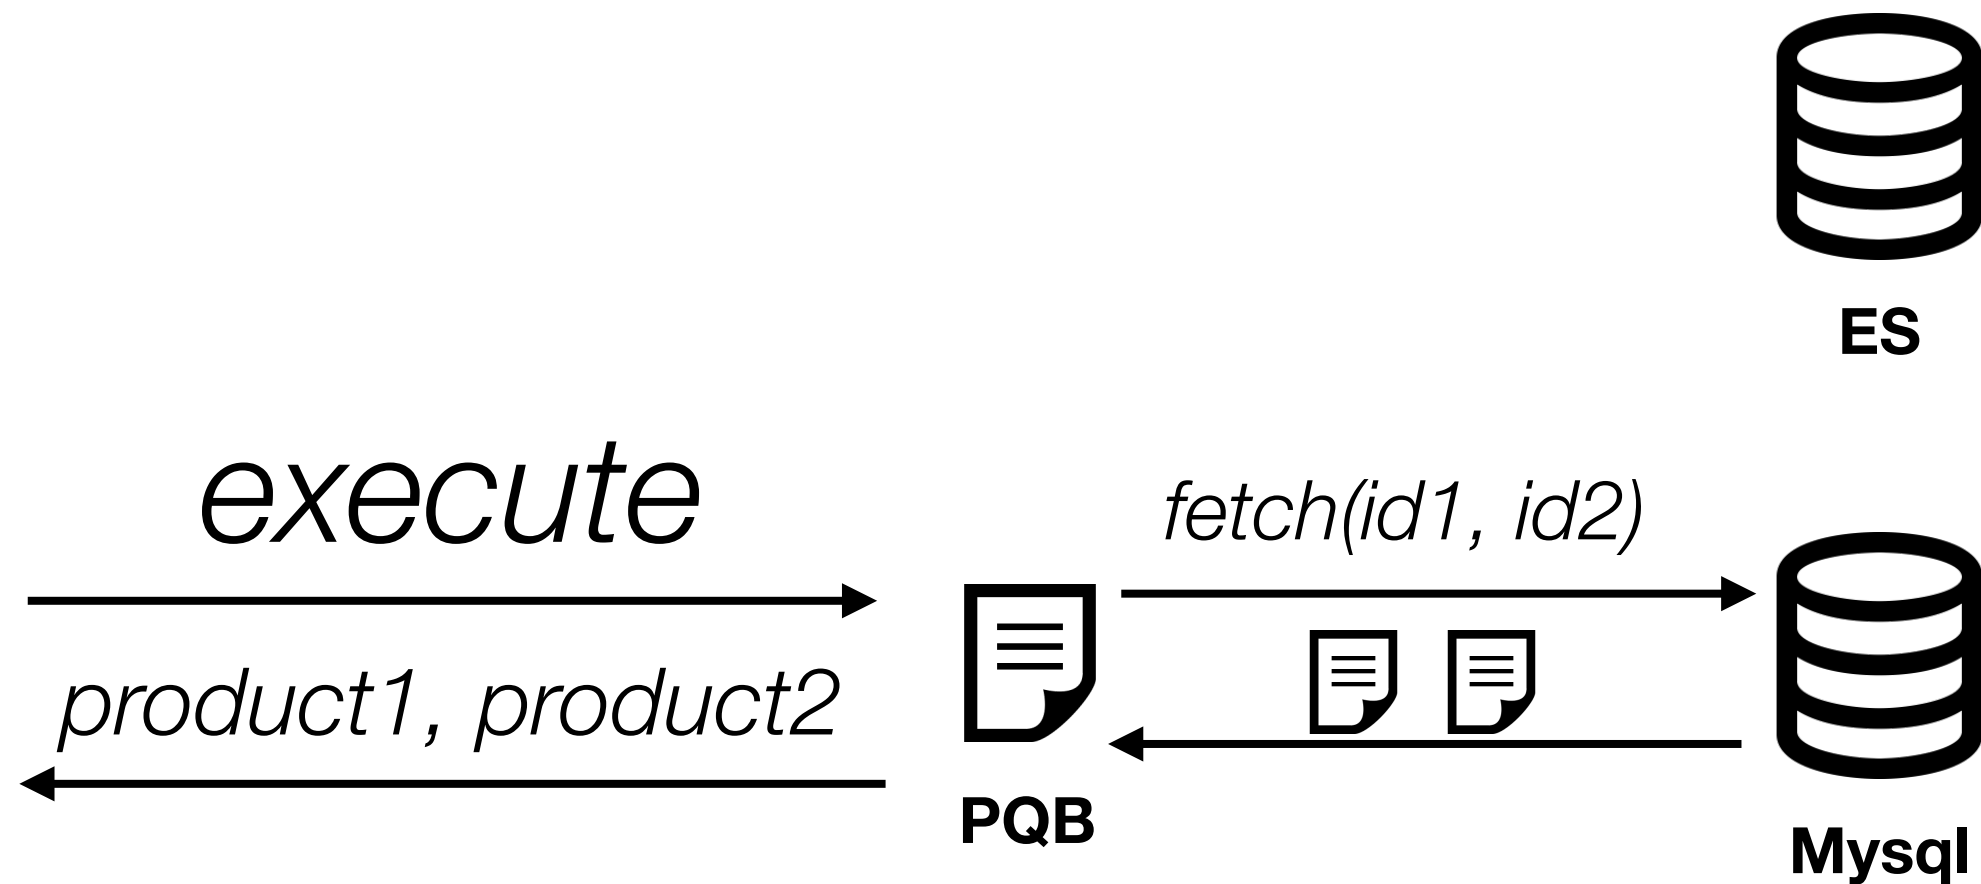 ES
execute
fetch(id1, id2)
product1, product2
PQB
Mysql